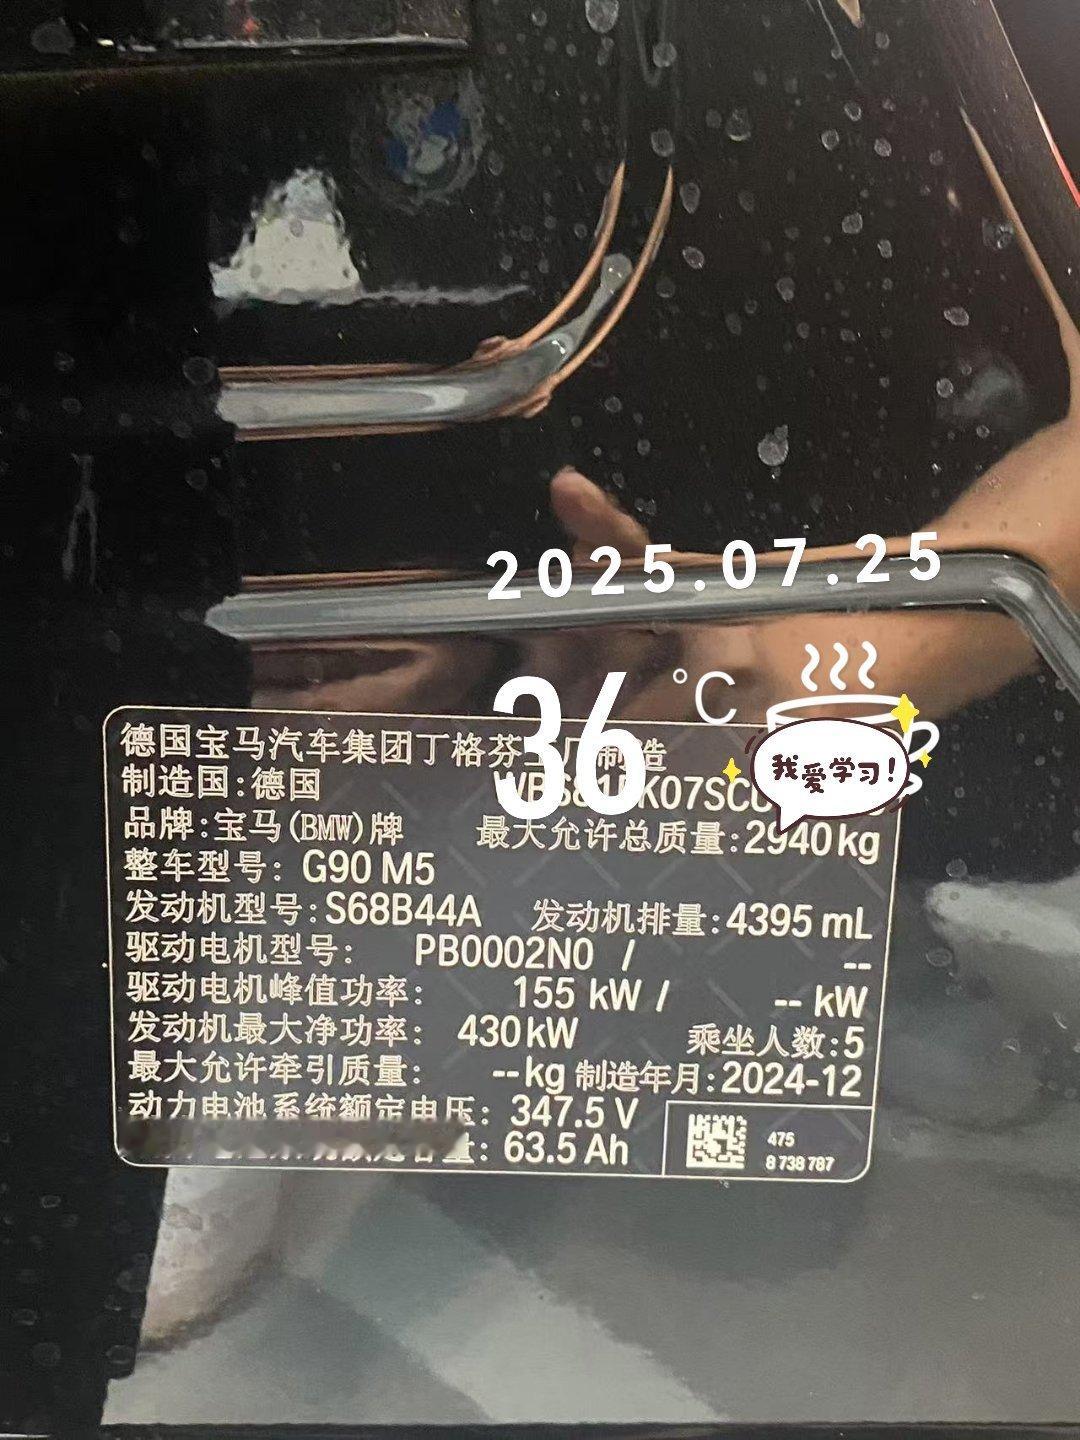 2025.07.25
36 °C
我爱学习!
德国宝马汽车集团丁格芬工厂制造
制造国:德国
品牌:宝马(BMW)牌 最大允许总质量:2940kg
整车型号: G90 M5
发动机型号:S68B44A 发动机排量:4395 mL
驱动电机型号: PB0002N0 / --
驱动电机峰值功率: 155 kW / -- kW
发动机最大净功率: 430kW 乘坐人数:5
最大允许牵引质量: --kg 制造年月:2024-12
动力电池系统额定电压: 347.5 V
容量: 63.5 Ah
475
8 738 787